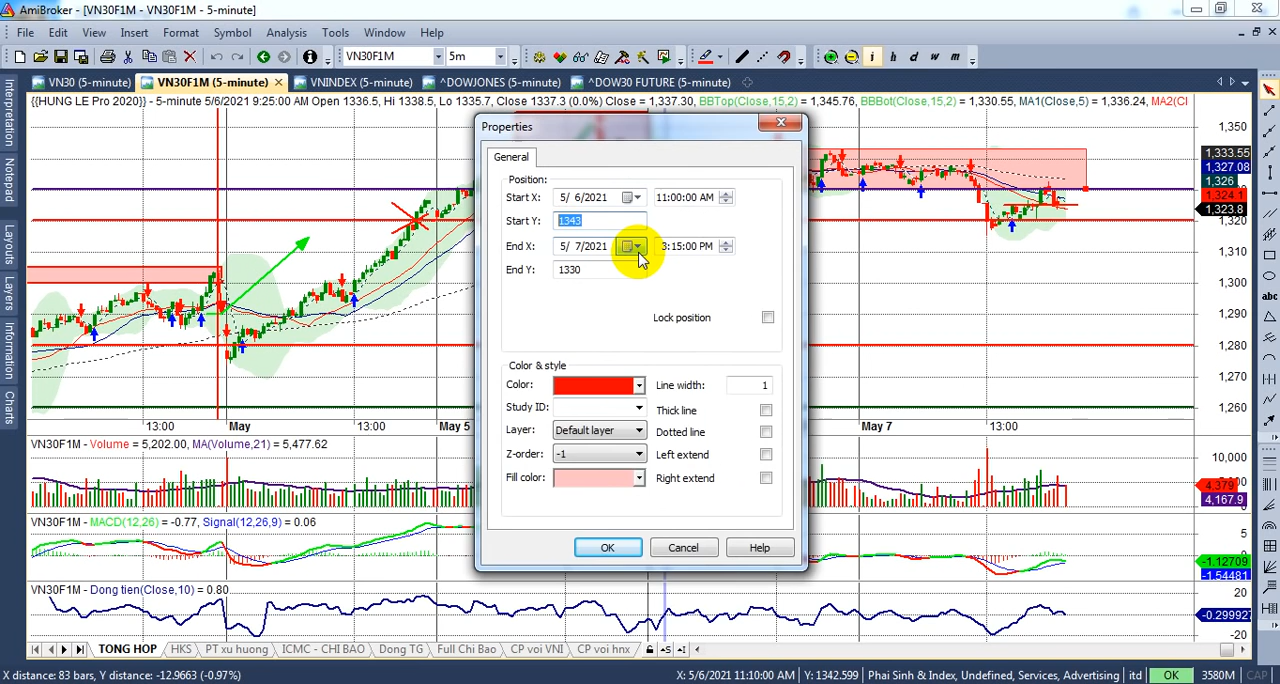 AmiBroker - [VN30F1M - VN30F1M - 5-minute]
File Edit View Insert Format Symbol Analysis Tools Window Help
VN30F1M 5m i h d w m
VN30 (5-minute) VN30F1M (5-minute) VNINDEX (5-minute) ^DOWJONES (5-minute) ^DOW30 FUTURE (5-minute)
{{HUNG LE Pro 2020}} - 5-minute 5/6/2021 9:25:00 AM Open 1336.5, Hi 1338.5, Lo 1335.7, Close 1337.3 (0.0%) Close = 1,337.30, BBTop(Close,15,2) = 1,345.76, BBBot(Close,15,2) = 1,330.55, MA1(Close,5) = 1,336.24, MA2(Cl
Interpretation
Notepad
Layouts
Layers
Information
Charts
Properties
General
Position:
Start X: 5/ 6/2021 11:00:00 AM
Start Y: 1343
End X: 5/ 7/2021 3:15:00 PM
End Y: 1330
Lock position
Color & style
Color: Line width: 1
Study ID: Thick line
Layer: Default layer Dotted line
Z-order: -1 Left extend
Fill color: Right extend
OK Cancel Help
1,350
1,333.55
1,327.08
1,326
1,324.1
1,323.8
1,320
1,310
1,300
1,290
1,280
1,270
1,260
abc
13:00 May 13:00 May 5 May 7 13:00
VN30F1M - Volume = 5,202.00, MA(Volume,21) = 5,477.62
10,000
4,379
4,167.9
VN30F1M - MACD(12,26) = -0.77, Signal(12,26,9) = 0.06
5
-1.12709
-1.54481
VN30F1M - Dong tien(Close,10) = 0.80
20
-0.299927
-20
TONG HOP HKS PT xu huong ICMC - CHI BAO Dong TG Full Chi Bao CP voi VNI CP voi hnx
X distance: 83 bars, Y distance: -12.9663 (-0.97%) X: 5/6/2021 11:10:00 AM Y: 1342.599 Phai Sinh & Index, Undefined, Services, Advertising itd OK 3580M CAP